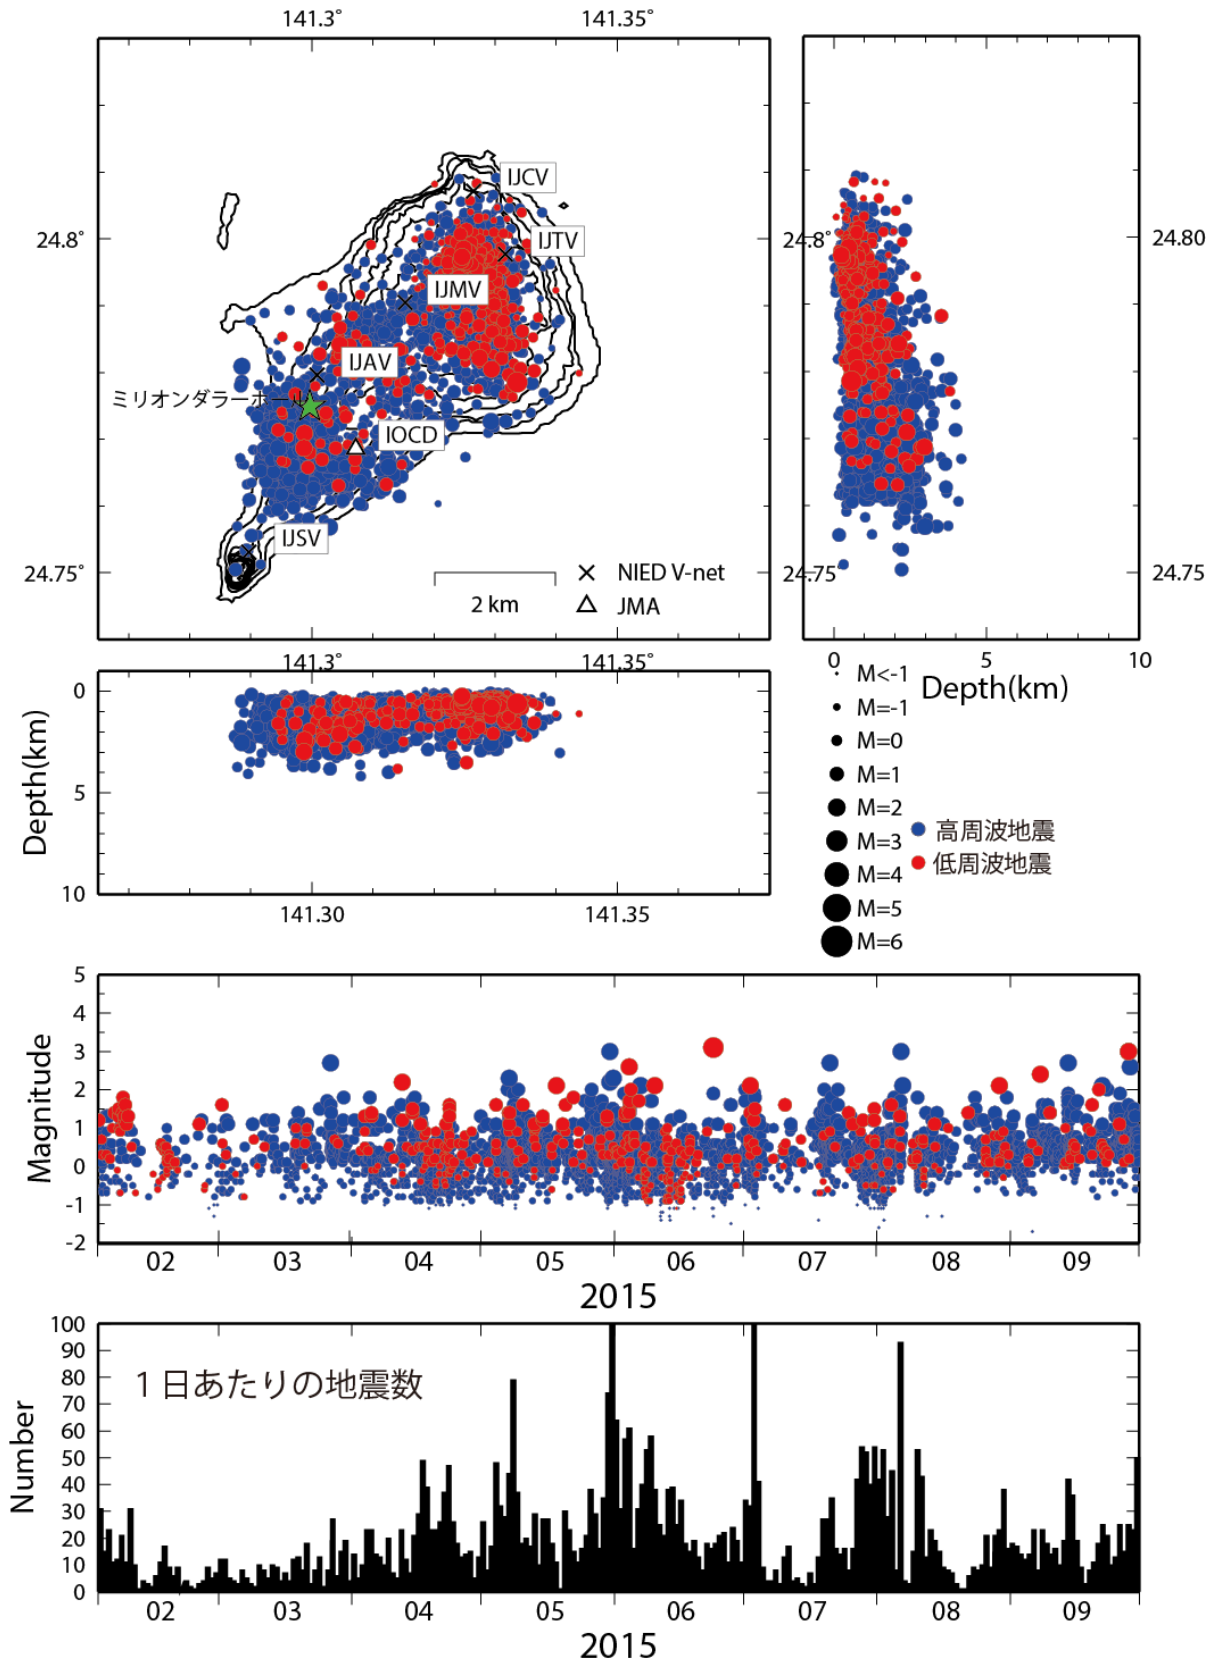 141.3°
141.35°
IJCV
24.8°
IJTV
24.8°
24.80
IJMV
IJAV
ミリオンダラーホール
IOCD
IJSV
24.75°
NIED V-net
24.75
24.75
2 km
JMA
141.3°
141.35°
0
5
10
Depth(km)
0
5
10
Depth(km)
141.30
141.35
M<-1
M=-1
M=0
M=1
M=2
M=3
M=4
M=5
M=6
高周波地震
低周波地震
5
4
3
2
1
0
-1
-2
Magnitude
02
03
04
05
06
07
08
09
2015
100
90
80
70
60
50
40
30
20
10
0
Number
1日あたりの地震数
02
03
04
05
06
07
08
09
2015